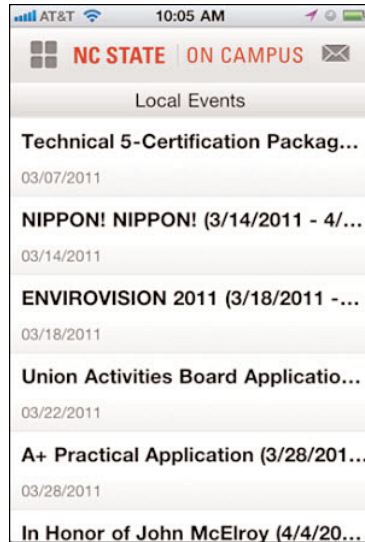 AT&T 10:05 AM
NC STATE | ON CAMPUS
Local Events
Technical 5-Certification Packag...
03/07/2011
NIPPON! NIPPON! (3/14/2011 - 4/...
03/14/2011
ENVIROVISION 2011 (3/18/2011 -...
03/18/2011
Union Activities Board Applicatio...
03/22/2011
A+ Practical Application (3/28/201...
03/28/2011
In Honor of John McElroy (4/4/20...